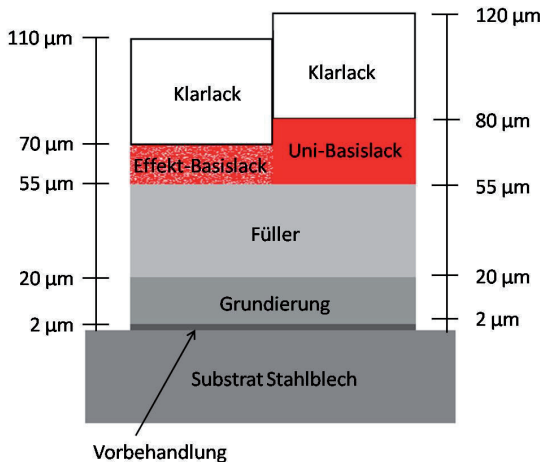 120 µm
110 µm
Klarlack
Klarlack
80 µm
70 µm
Effekt-Basislack
Uni-Basislack
55 µm
55 µm
Füller
20 µm
20 µm
Grundierung
2 µm
2 µm
Substrat Stahlblech
Vorbehandlung